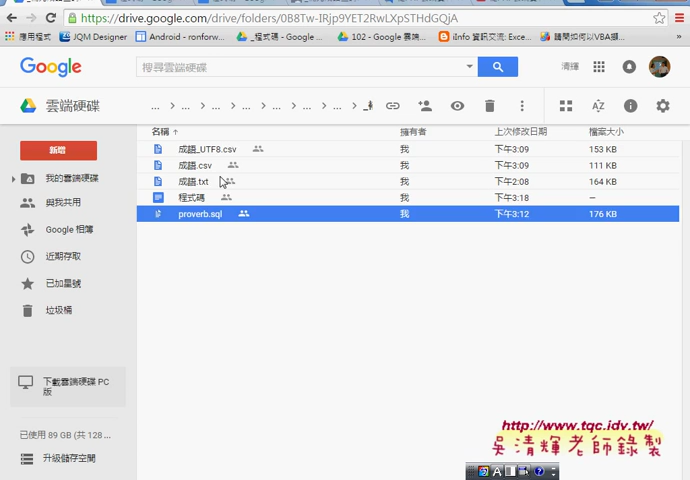 https://drive.google.com/drive/folders/0B8Tw-IRjp9YET2RwLXpSTHdGQjA
應用程式 JQM Designer Android - ronforw... _程式碼 - Google ... 102 - Google 雲端... iInfo 資訊交流: Exce... 請問如何以VBA擷...
Google 搜尋雲端硬碟 清輝
雲端硬碟 ... > ... > ... > ... > ... > ... > ... >
名稱 ↑ 擁有者 上次修改日期 檔案大小
新增
成語_UTF8.csv 我 下午3:09 153 KB
成語.csv 我 下午3:09 111 KB
我的雲端硬碟
成語.txt 我 下午2:08 164 KB
與我共用
程式碼 我 下午3:18 –
proverb.sql 我 下午3:12 176 KB
Google 相簿
近期存取
已加星號
垃圾桶
下載雲端硬碟 PC
版
已使用 89 GB (共 128 ...
升級儲存空間
http://www.tqc.idv.tw/
吳清輝老師錄製